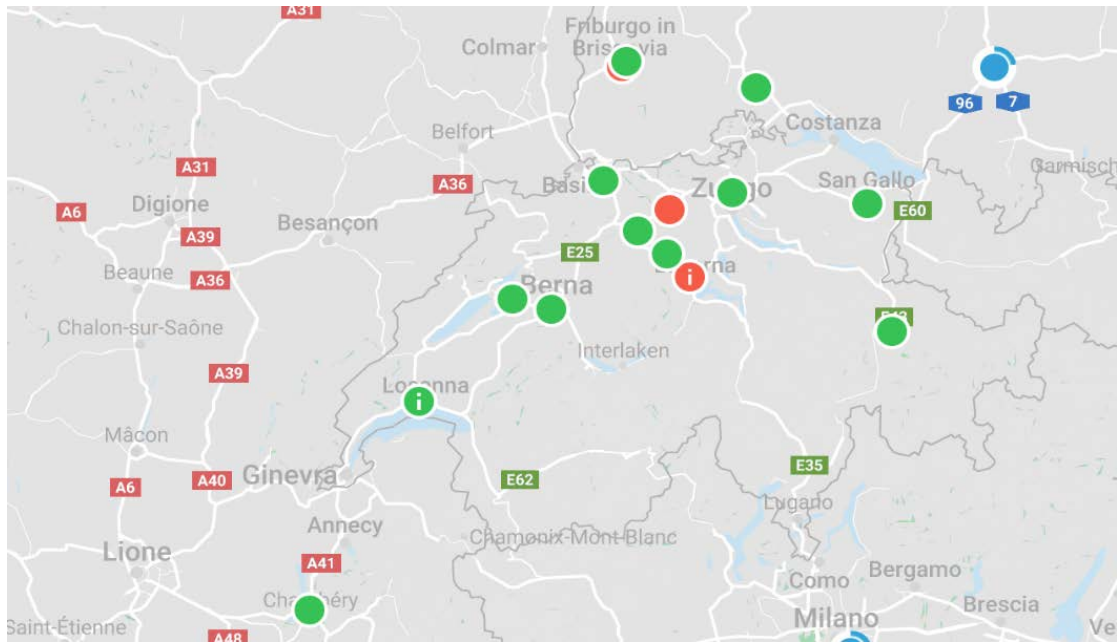 A31
Friburgo in
Brisgovia
Colmar
96
7
Costanza
Belfort
A31
Basi
A36
Zurigo
San Gallo
Garmisch
A6
Digione
E60
Besançon
A39
E25
Beaune
A36
Berna
Chalon-sur-Saône
Interlaken
A39
Losanna
Mâcon
Ginevra
A40
E35
A6
E62
Lugano
Annecy
Chamonix-Mont-Blanc
Lione
A41
Como
Bergamo
Chambéry
Milano
Brescia
Saint-Étienne
A48
Ve
i
i